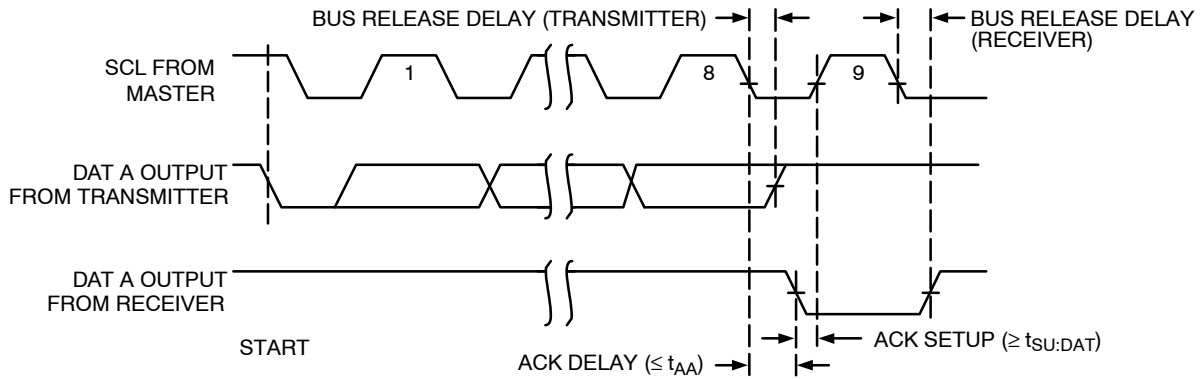 BUS RELEASE DELAY (TRANSMITTER)
BUS RELEASE DELAY
(RECEIVER)
SCL FROM
MASTER
1
8
9
DAT A OUTPUT
FROM TRANSMITTER
DAT A OUTPUT
FROM RECEIVER
START
ACK SETUP (≥ tSU:DAT)
ACK DELAY (≤ tAA)